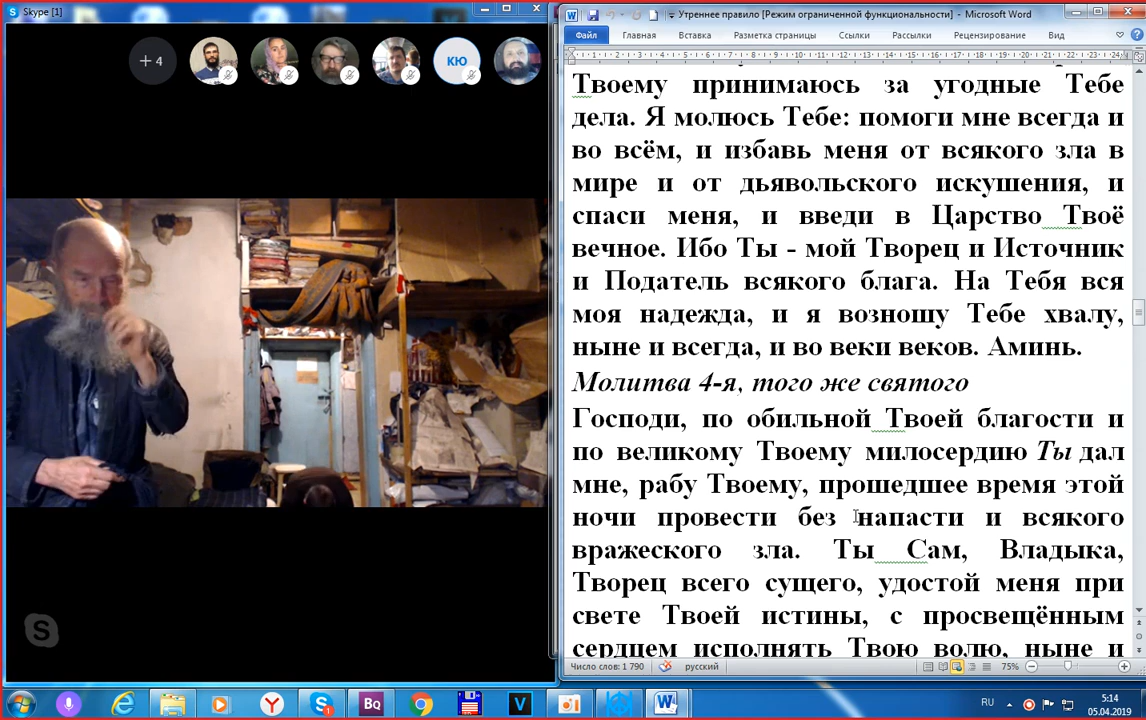 Skype [1]
+ 4
КЮ
Утреннее правило [Режим ограниченной функциональности] - Microsoft Word
Файл Главная Вставка Разметка страницы Ссылки Рассылки Рецензирование Вид
Твоему принимаюсь за угодные Тебе
дела. Я молюсь Тебе: помоги мне всегда и
во всём, и избавь меня от всякого зла в
мире и от дьявольского искушения, и
спаси меня, и введи в Царство Твоё
вечное. Ибо Ты - мой Творец и Источник
и Податель всякого блага. На Тебя вся
моя надежда, и я возношу Тебе хвалу,
ныне и всегда, и во веки веков. Аминь.
Молитва 4-я, того же святого
Господи, по обильной Твоей благости и
по великому Твоему милосердию Ты дал
мне, рабу Твоему, прошедшее время этой
ночи провести без напасти и всякого
вражеского зла. Ты Сам, Владыка,
Творец всего сущего, удостой меня при
свете Твоей истины, с просвещённым
сердцем исполнять Твою волю, ныне и
Число слов: 1 790 русский 75%
RU 5:14
05.04.2019